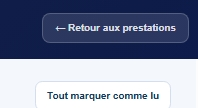 ← Retour aux prestations
Tout marquer comme lu